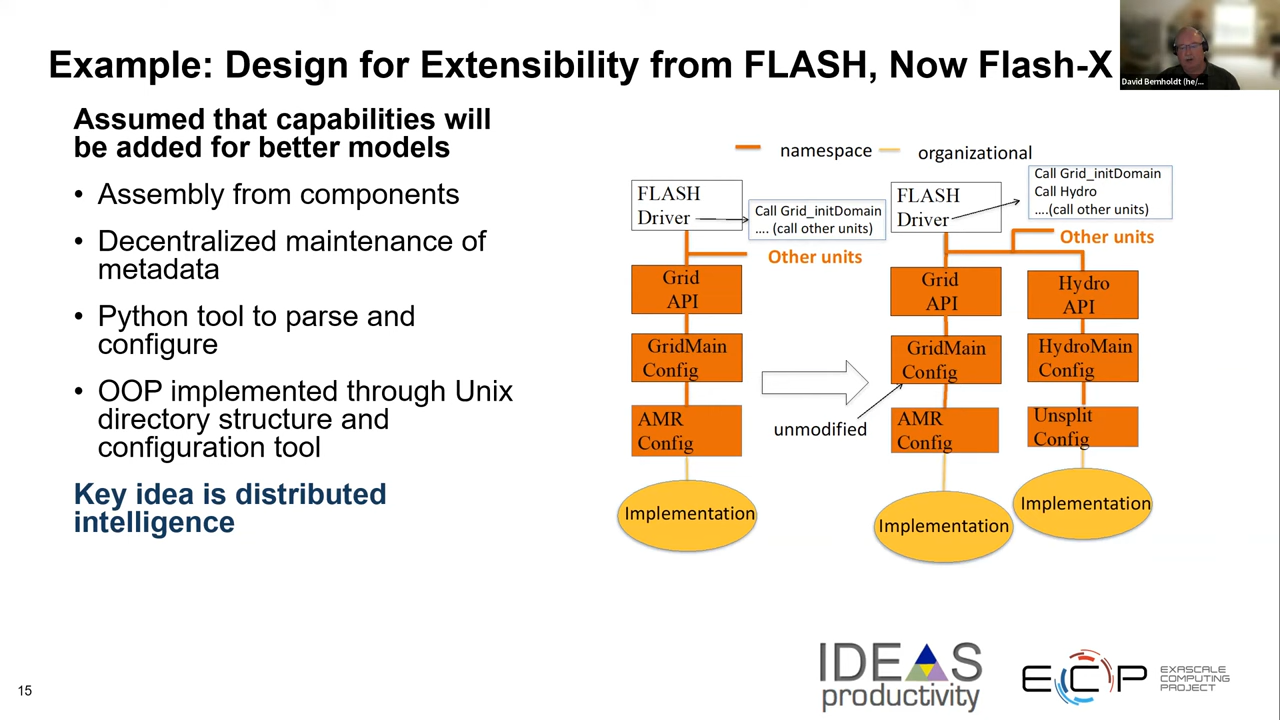 Example: Design for Extensibility from FLASH, Now Flash-X
David Bernholdt (he/...
Assumed that capabilities will
be added for better models
• Assembly from components
• Decentralized maintenance of
metadata
• Python tool to parse and
configure
• OOP implemented through Unix
directory structure and
configuration tool
Key idea is distributed
intelligence
namespace
organizational
FLASH
Driver
Call Grid_initDomain
.... (call other units)
Other units
Grid
API
GridMain
Config
AMR
Config
Implementation
FLASH
Driver
Call Grid_initDomain
Call Hydro
....(call other units)
Other units
Grid
API
GridMain
Config
unmodified
AMR
Config
Implementation
Hydro
API
HydroMain
Config
Unsplit
Config
Implementation
15
IDEAS
productivity
ECP
EXASCALE
COMPUTING
PROJECT